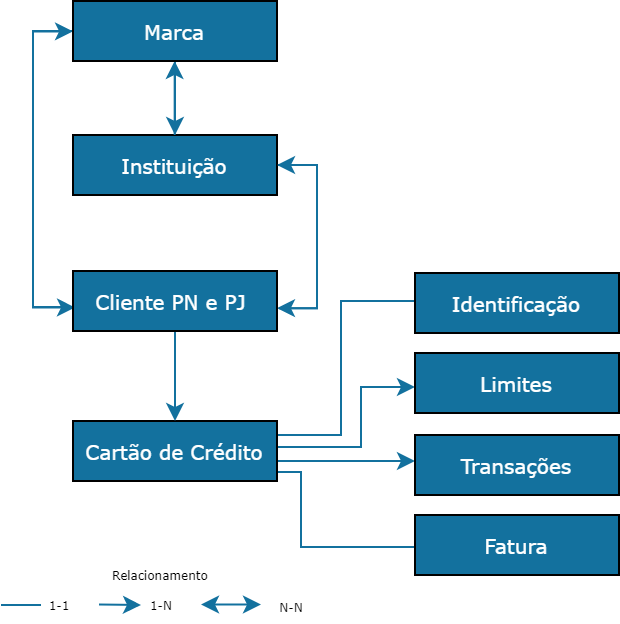 Marca
Instituição
Cliente PN e PJ
Identificação
Limites
Cartão de Crédito
Transações
Fatura
Relacionamento
1-1
1-N
N-N